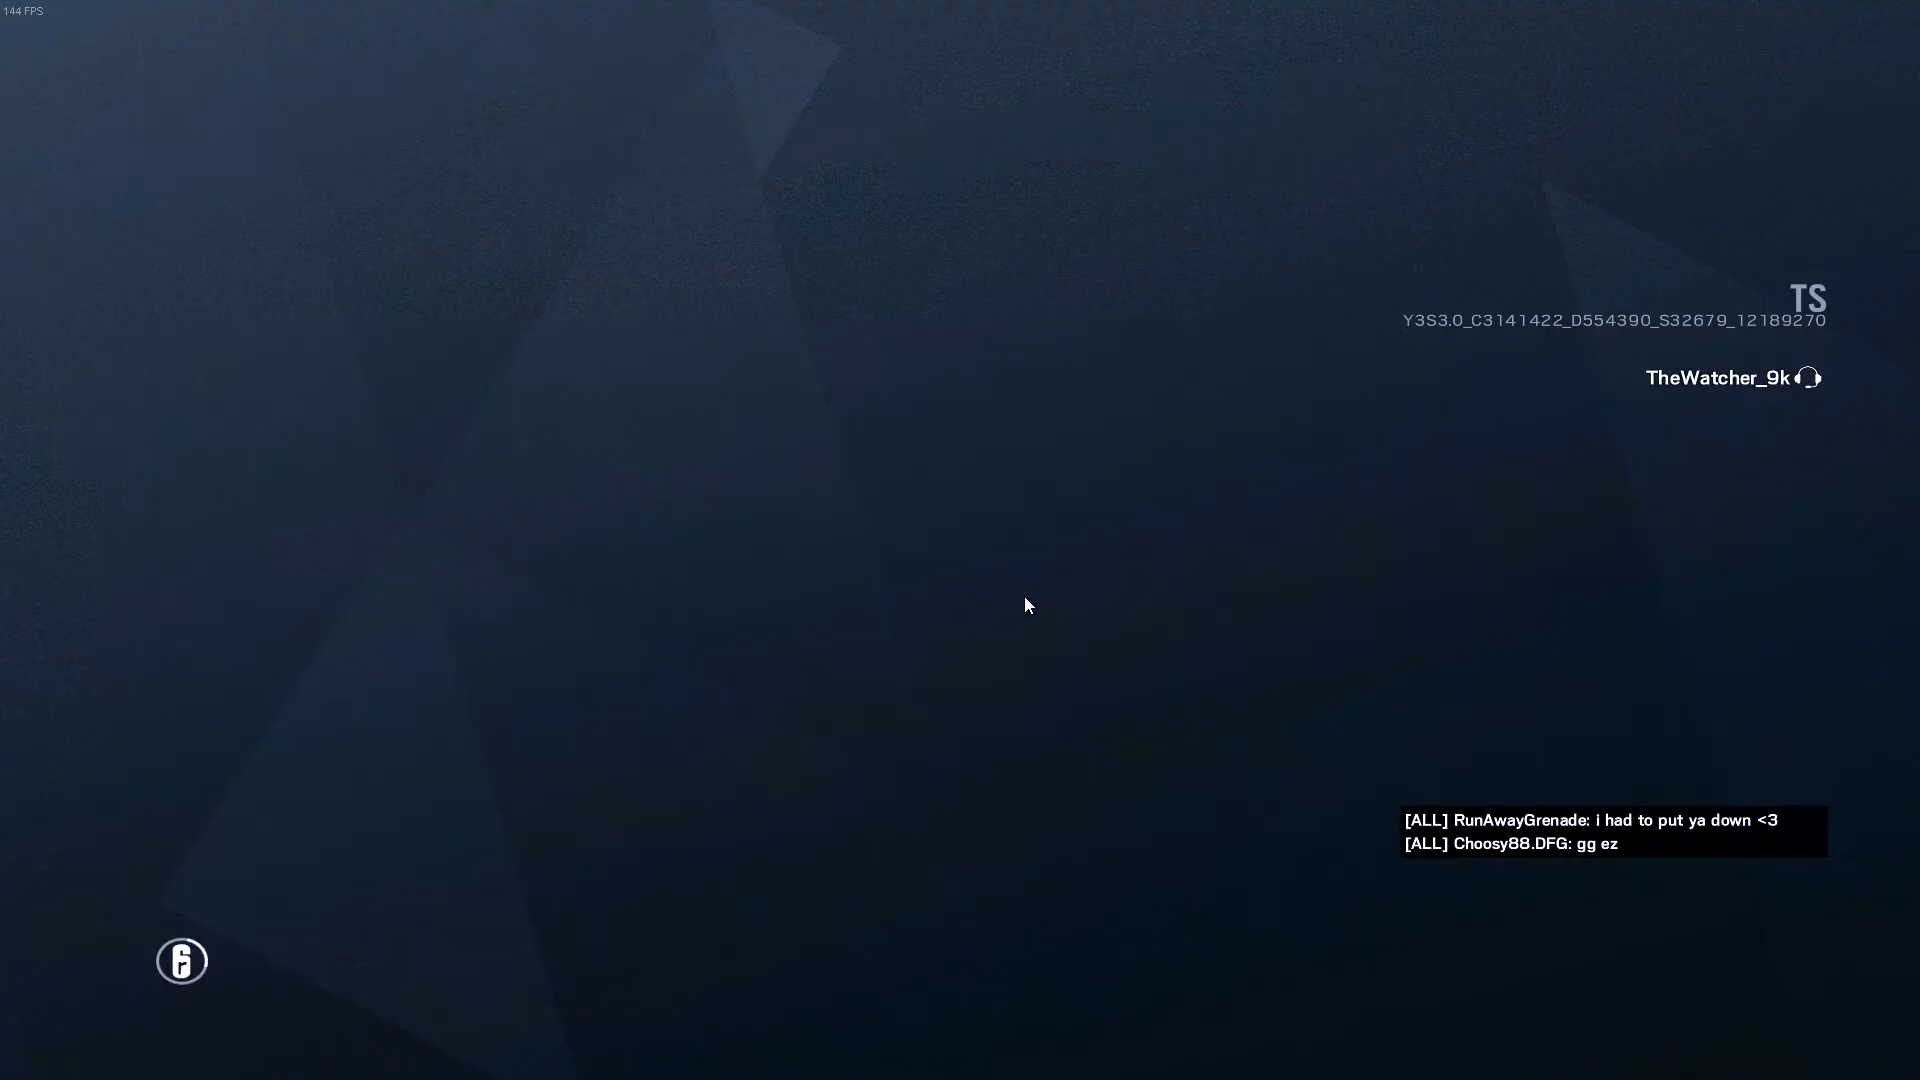 144 FPS
TS
Y3S3.0_C3141422_D554390_S32679_12189270
TheWatcher_9k
[ALL] RunAwayGrenade: i had to put ya down <3
[ALL] Choosy88.DFG: gg ez
6